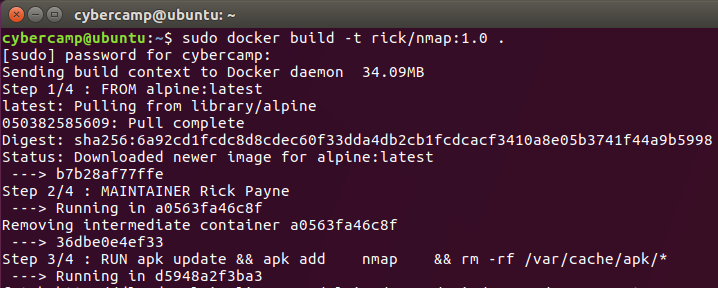 cybercamp@ubuntu: ~
cybercamp@ubuntu:~$ sudo docker build -t rick/nmap:1.0 .
[sudo] password for cybercamp:
Sending build context to Docker daemon  34.09MB
Step 1/4 : FROM alpine:latest
latest: Pulling from library/alpine
050382585609: Pull complete
Digest: sha256:6a92cd1fcdc8d8cdec60f33dda4db2cb1fcdcacf3410a8e05b3741f44a9b5998
Status: Downloaded newer image for alpine:latest
 ---> b7b28af77ffe
Step 2/4 : MAINTAINER Rick Payne
 ---> Running in a0563fa46c8f
Removing intermediate container a0563fa46c8f
 ---> 36dbe0e4ef33
Step 3/4 : RUN apk update && apk add    nmap    && rm -rf /var/cache/apk/*
 ---> Running in d5948a2f3ba3